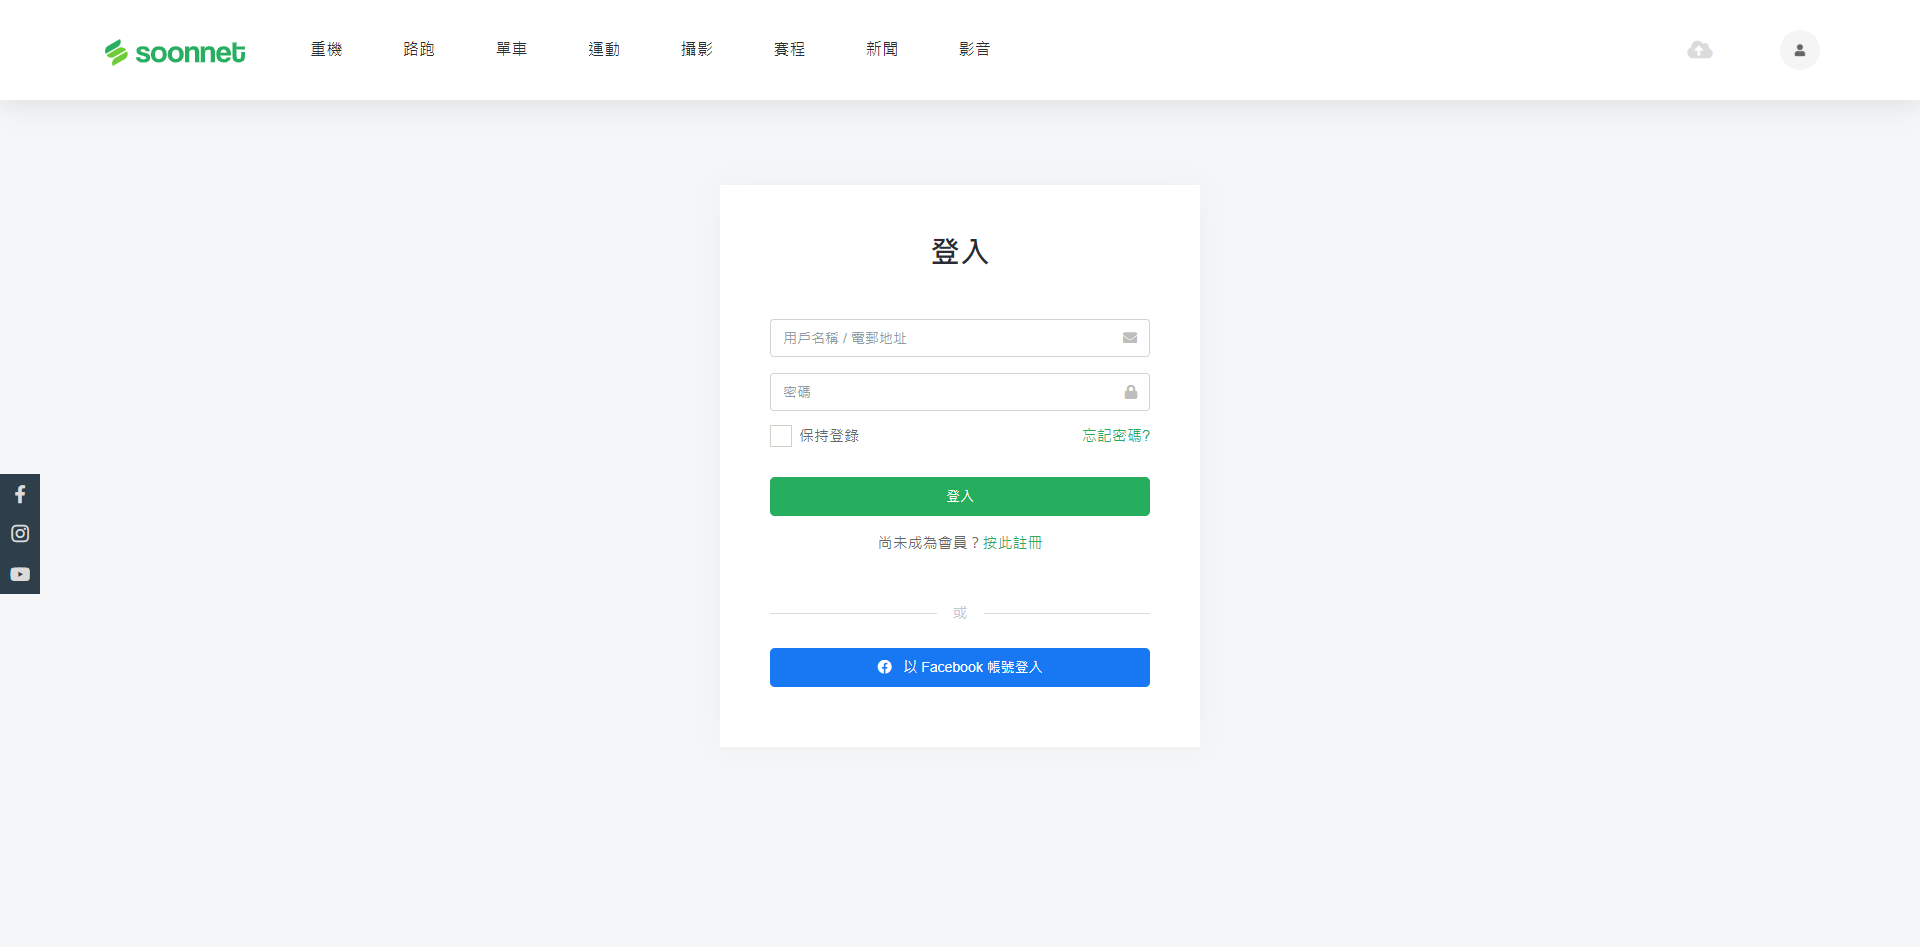 soonnet
重機 路跑 單車 運動 攝影 賽程 新聞 影音
登入
用戶名稱 / 電郵地址
密碼
保持登錄 忘記密碼?
登入
尚未成為會員？按此註冊
或
以 Facebook 帳號登入